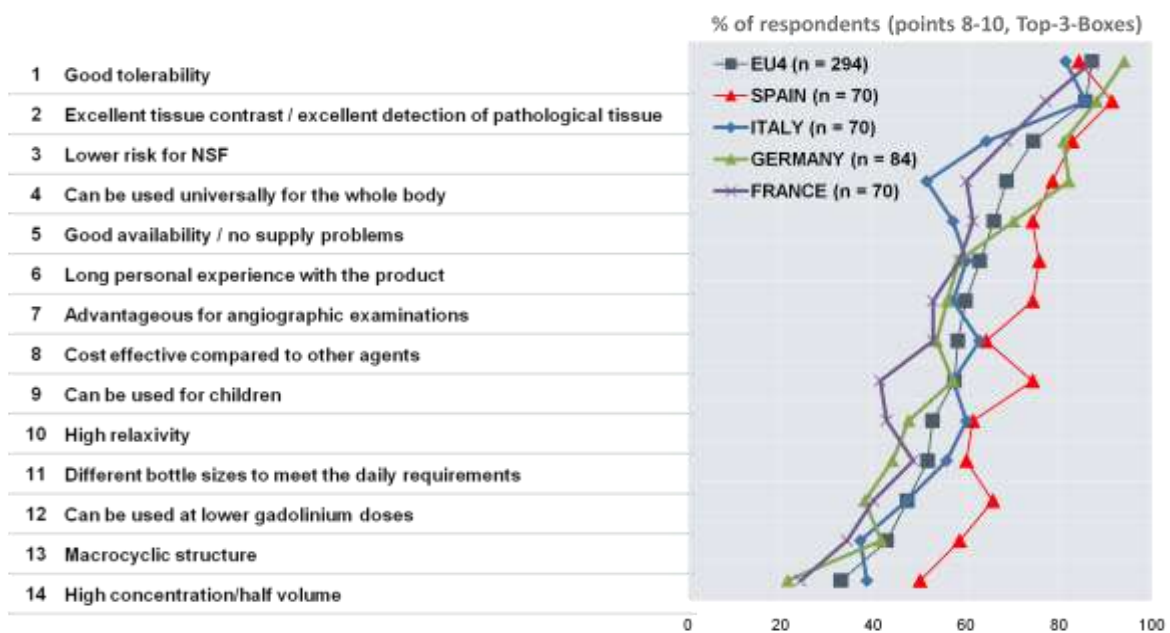 % of respondents (points 8-10, Top-3-Boxes)
EU4 (n = 294)
SPAIN (n = 70)
ITALY (n = 70)
GERMANY (n = 84)
FRANCE (n = 70)
1 Good tolerability
2 Excellent tissue contrast / excellent detection of pathological tissue
3 Lower risk for NSF
4 Can be used universally for the whole body
5 Good availability / no supply problems
6 Long personal experience with the product
7 Advantageous for angiographic examinations
8 Cost effective compared to other agents
9 Can be used for children
10 High relaxivity
11 Different bottle sizes to meet the daily requirements
12 Can be used at lower gadolinium doses
13 Macrocyclic structure
14 High concentration/half volume
0 20 40 60 80 100